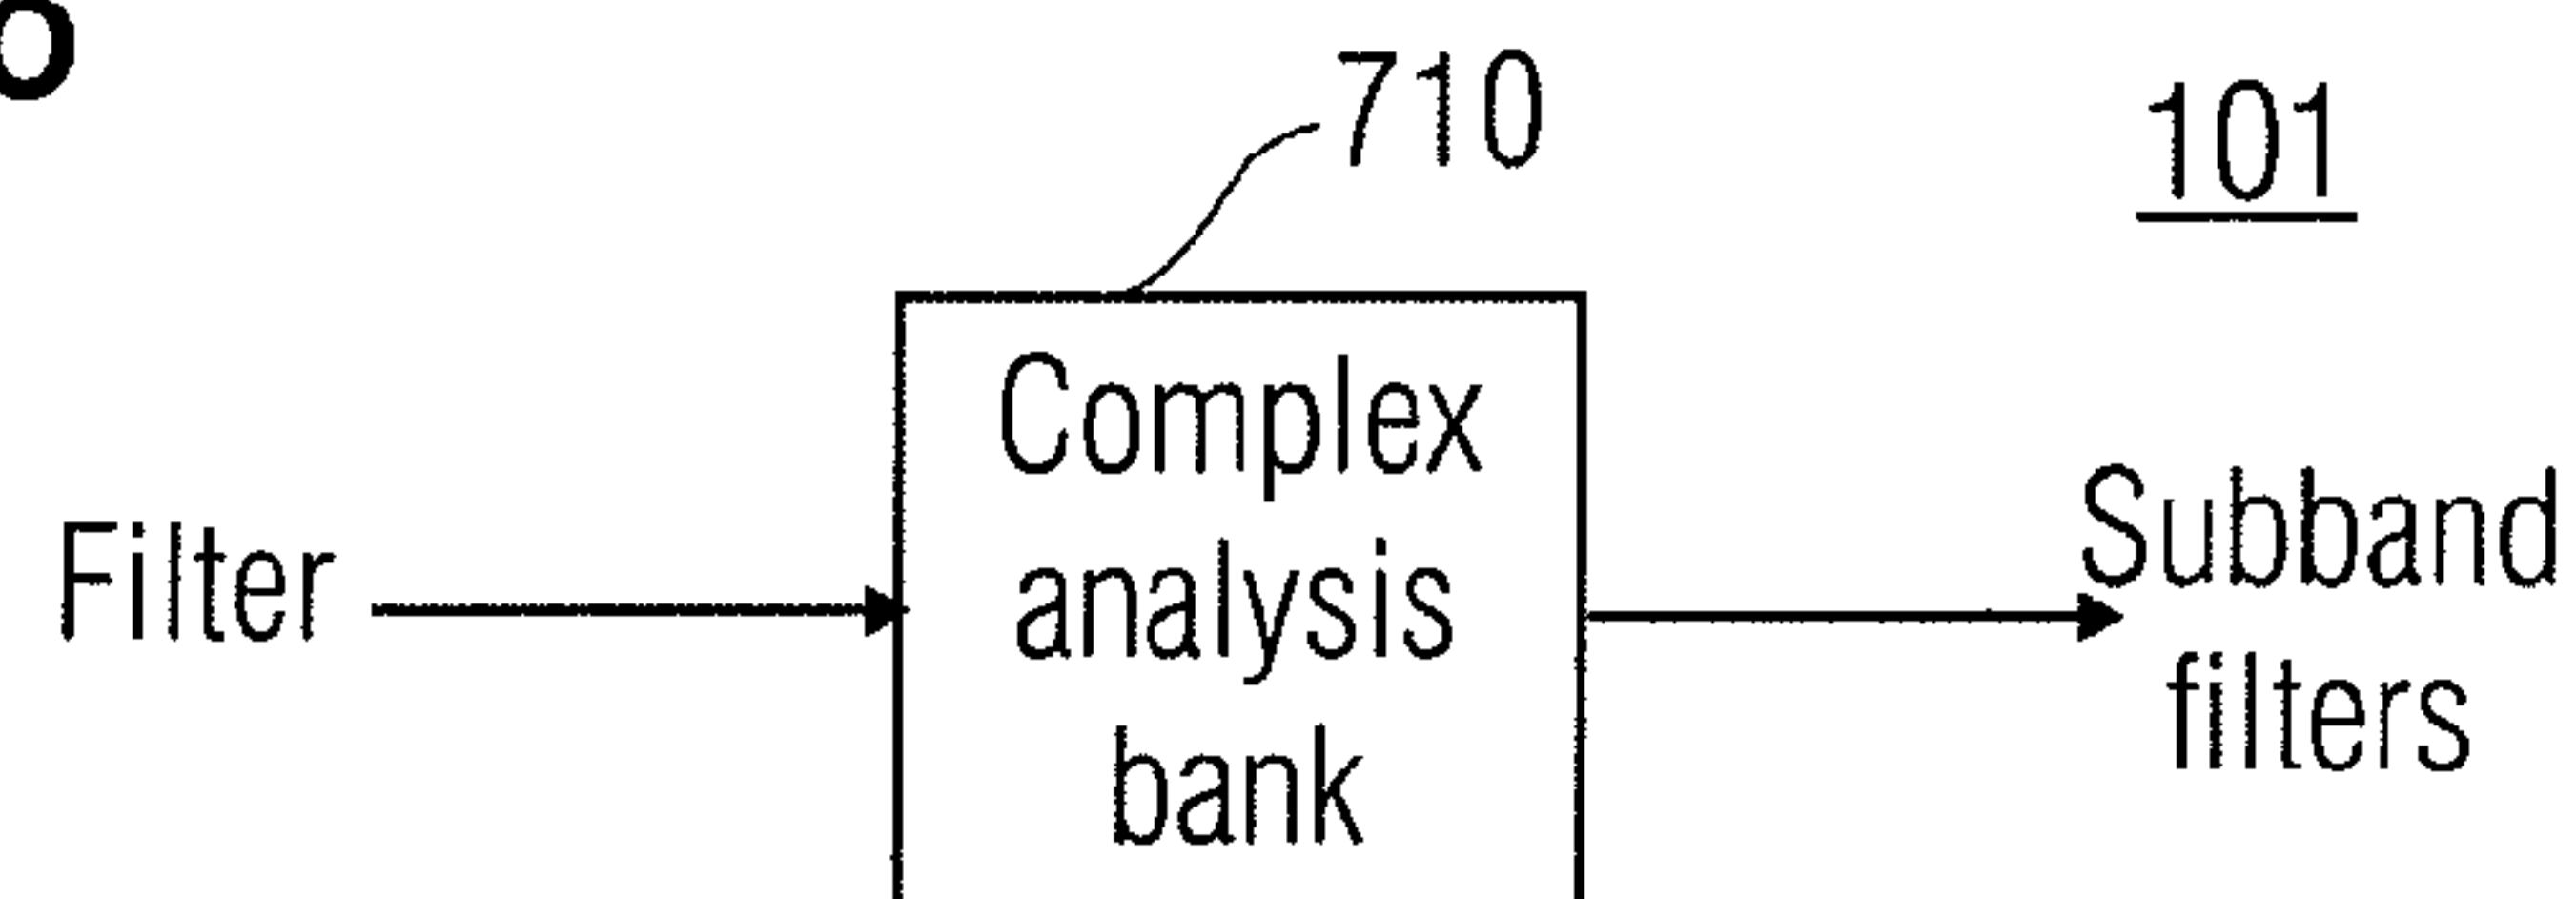 710
101
Complex
analysis
bank
Filter
Subband
filters